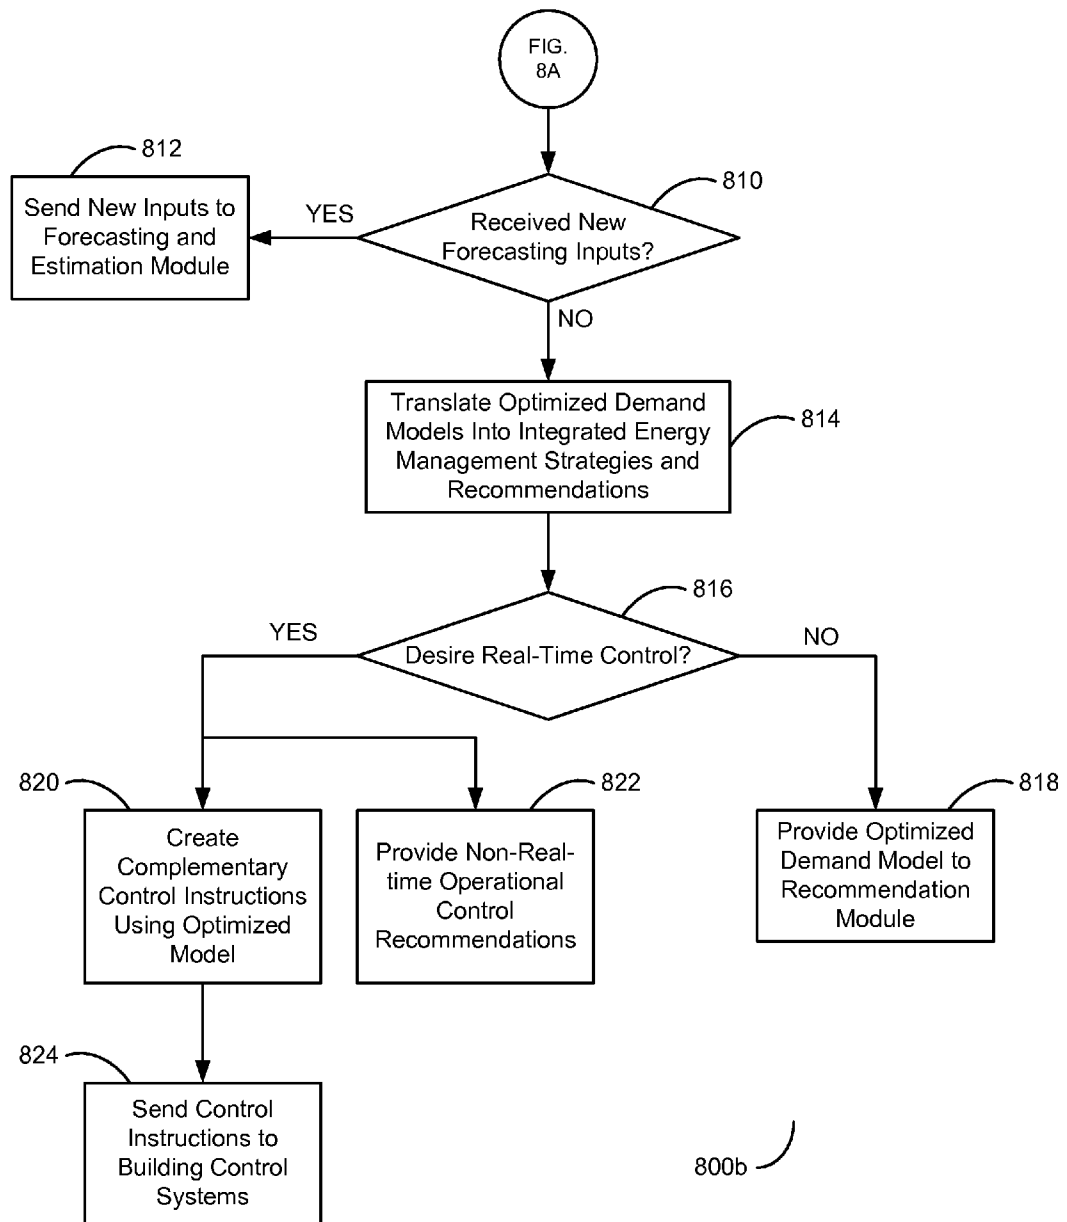 FIG.
8A
812
810
Send New Inputs to
Forecasting and
Estimation Module
YES
Received New
Forecasting Inputs?
NO
Translate Optimized Demand
Models Into Integrated Energy
Management Strategies and
Recommendations
814
816
YES
Desire Real-Time Control?
NO
820
822
818
Create
Complementary
Control Instructions
Using Optimized
Model
Provide Non-Real-
time Operational
Control
Recommendations
Provide Optimized
Demand Model to
Recommendation
Module
824
Send Control
Instructions to
Building Control
Systems
800b